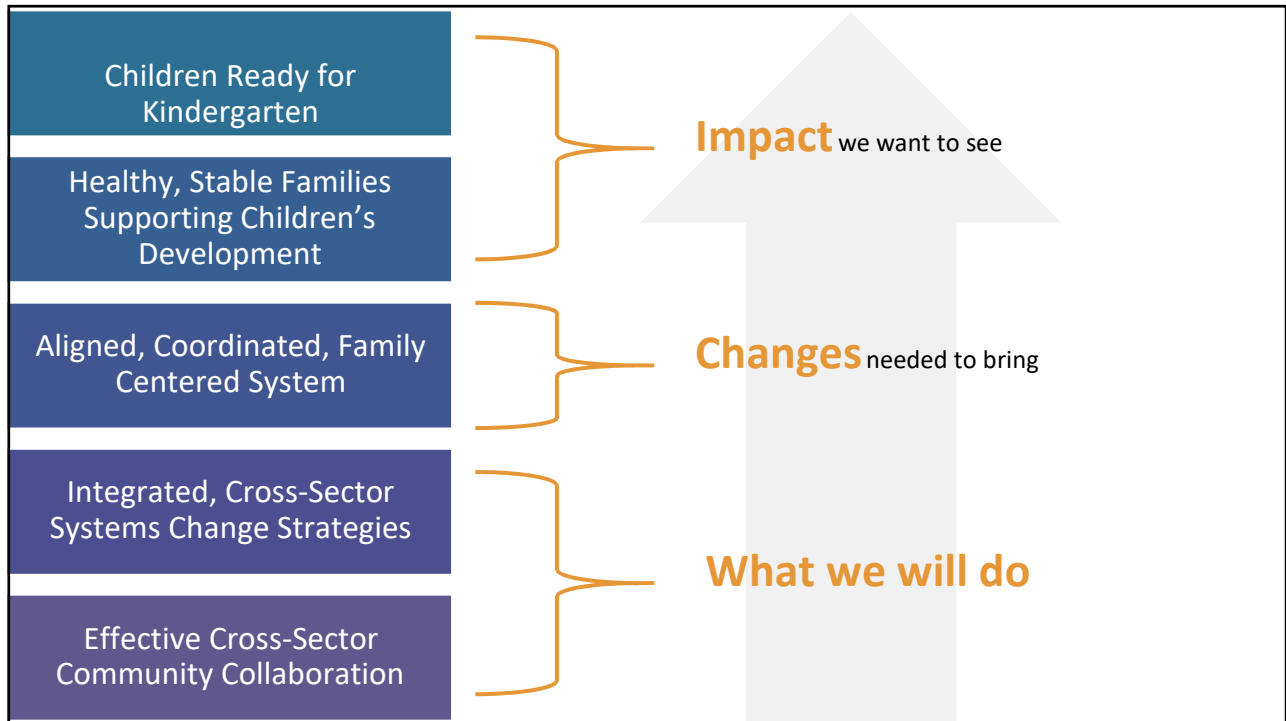 Children Ready for
Kindergarten
Healthy, Stable Families
Supporting Children’s
Development
Aligned, Coordinated, Family
Centered System
Integrated, Cross-Sector
Systems Change Strategies
Effective Cross-Sector
Community Collaboration
Impact we want to see
Changes needed to bring
What we will do